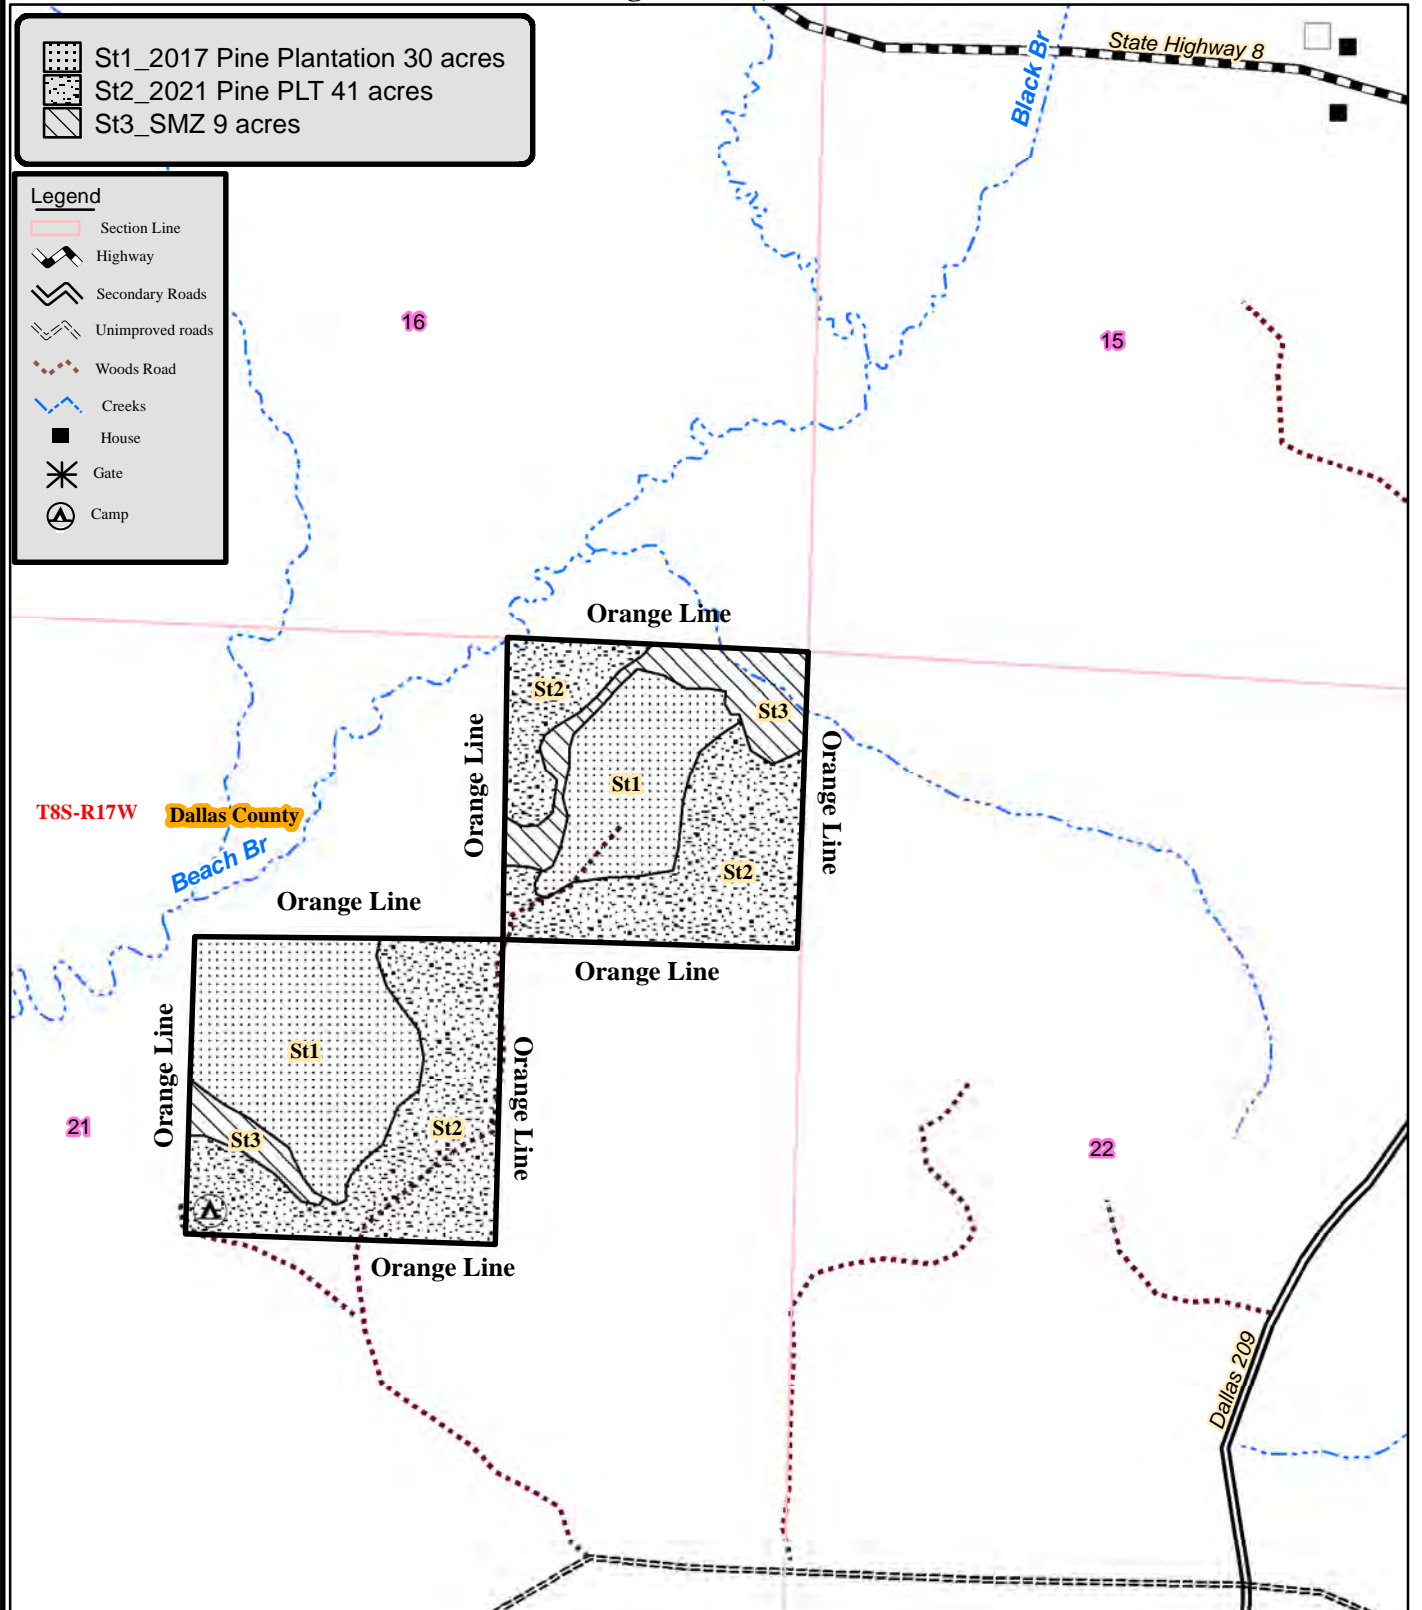 St1_2017 Pine Plantation 30 acres
St2_2021 Pine PLT 41 acres
St3_SMZ 9 acres
Legend
Section Line
Highway
Secondary Roads
Unimproved roads
Woods Road
Creeks
House
Gate
Camp
State Highway 8
Black Br
16
15
Orange Line
St2
St3
Orange Line
St1
Orange Line
T8S-R17W
Dallas County
Beach Br
St2
Orange Line
Orange Line
Orange Line
St1
Orange Line
21
St3
St2
22
Orange Line
Dallas 209